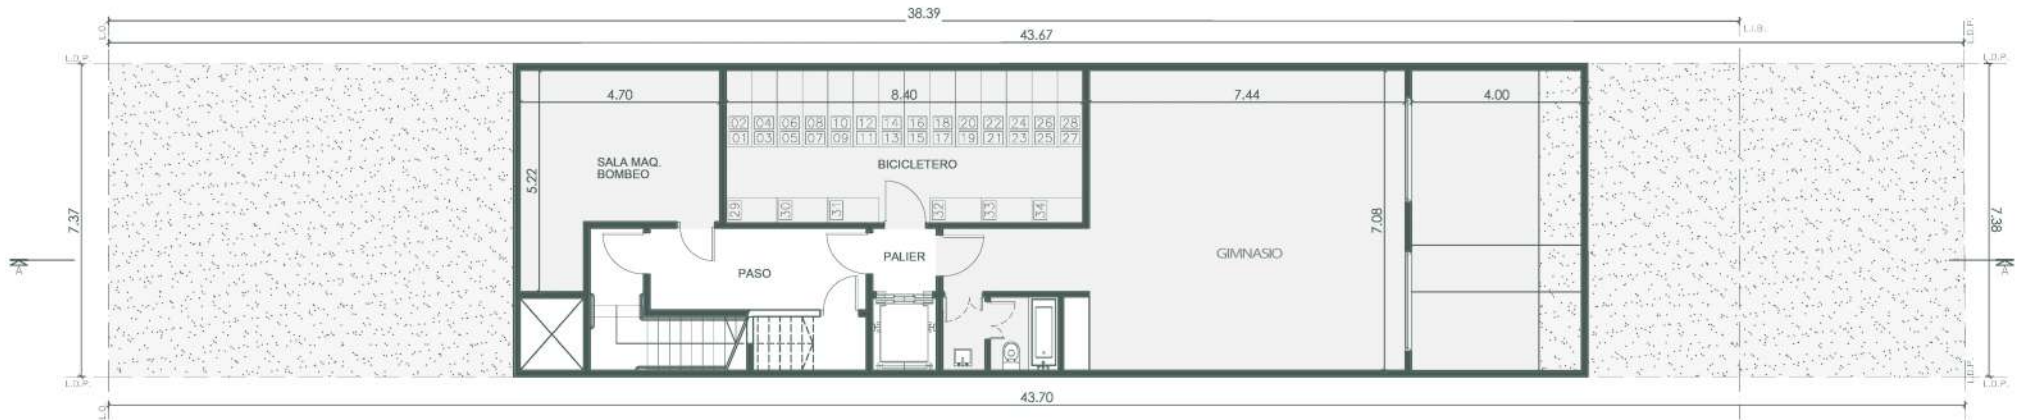 38.39
L.O.
L.I.B.
43.67
L.D.P.
L.D.P.
L.D.P.
L.D.P.
4.70
8.40
7.44
4.00
02 04 06 08 10 12 14 16 18 20 22 24 26 28
01 03 05 07 09 11 13 15 17 19 21 23 25 27
SALA MAQ.
BOMBEO
BICICLETERO
5.22
29 30 31 32 33 34
7.37
7.08
7.38
PALIER
GIMNASIO
PASO
A
A
L.D.P.
L.D.P.
L.D.P.
43.70
L.O.